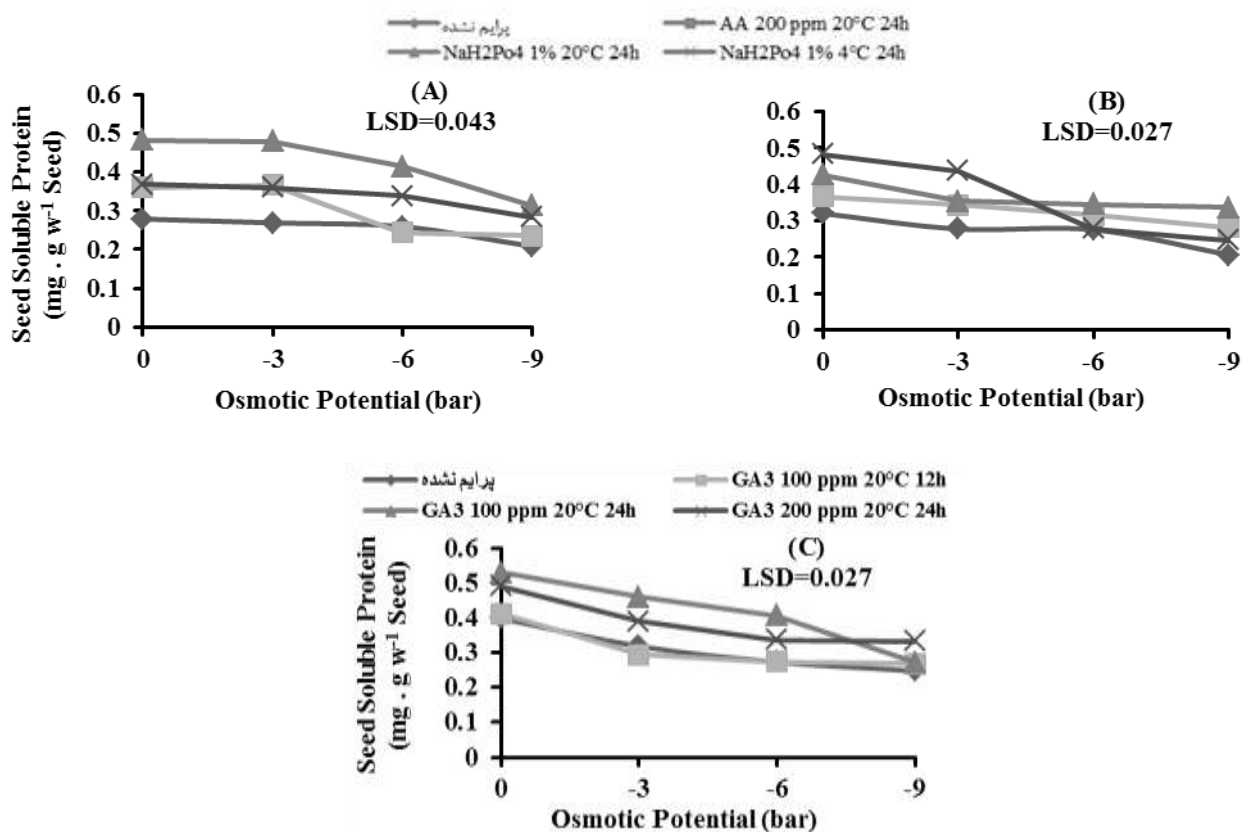 پرایم نشده
AA 200 ppm 20°C 24h
NaH2Po4 1% 20°C 24h
NaH2Po4 1% 4°C 24h
(A)
LSD=0.043
Seed Soluble Protein
(mg . g w⁻¹ Seed)
0.6
0.5
0.4
0.3
0.2
0.1
0
0 -3 -6 -9
Osmotic Potential (bar)
(B)
LSD=0.027
0.6
0.5
0.4
0.3
0.2
0.1
0
0 -3 -6 -9
Osmotic Potential (bar)
پرایم نشده
GA3 100 ppm 20°C 12h
GA3 100 ppm 20°C 24h
GA3 200 ppm 20°C 24h
(C)
LSD=0.027
Seed Soluble Protein
(mg . g w⁻¹ Seed)
0.6
0.5
0.4
0.3
0.2
0.1
0
0 -3 -6 -9
Osmotic Potential (bar)